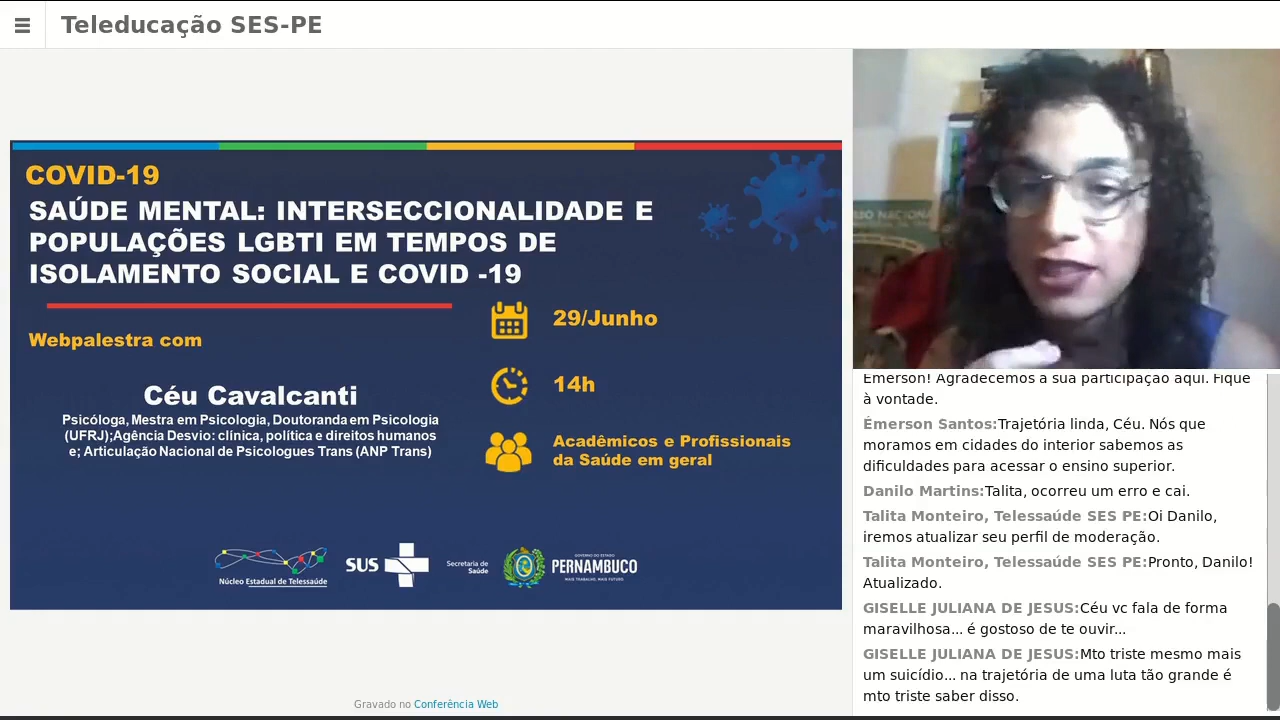 Teleducação SES-PE
COVID-19
SAÚDE MENTAL: INTERSECCIONALIDADE E
POPULAÇÕES LGBTI EM TEMPOS DE
ISOLAMENTO SOCIAL E COVID -19
Webpalestra com
Céu Cavalcanti
Psicóloga, Mestra em Psicologia, Doutoranda em Psicologia
(UFRJ);Agência Desvio: clínica, política e direitos humanos
e; Articulação Nacional de Psicologues Trans (ANP Trans)
29/Junho
14h
Acadêmicos e Profissionais
da Saúde em geral
Núcleo Estadual de Telessaúde
SUS
Secretaria de
Saúde
GOVERNO DO ESTADO
PERNAMBUCO
MAIS TRABALHO, MAIS FUTURO
Gravado no Conferência Web
Emerson! Agradecemos a sua participação aqui. Fique
à vontade.
Émerson Santos:Trajetória linda, Céu. Nós que
moramos em cidades do interior sabemos as
dificuldades para acessar o ensino superior.
Danilo Martins:Talita, ocorreu um erro e cai.
Talita Monteiro, Telessaúde SES PE:Oi Danilo,
iremos atualizar seu perfil de moderação.
Talita Monteiro, Telessaúde SES PE:Pronto, Danilo!
Atualizado.
GISELLE JULIANA DE JESUS:Céu vc fala de forma
maravilhosa... é gostoso de te ouvir...
GISELLE JULIANA DE JESUS:Mto triste mesmo mais
um suicídio... na trajetória de uma luta tão grande é
mto triste saber disso.